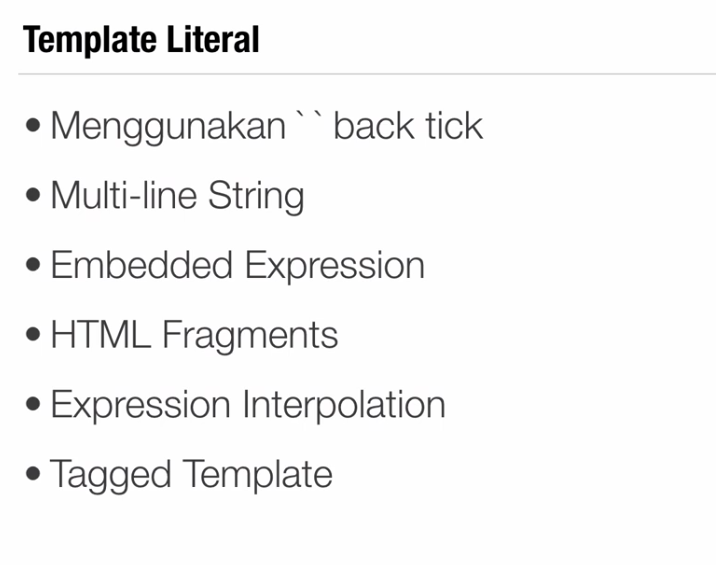 Template Literal
• Menggunakan ` ` back tick
• Multi-line String
• Embedded Expression
• HTML Fragments
• Expression Interpolation
• Tagged Template